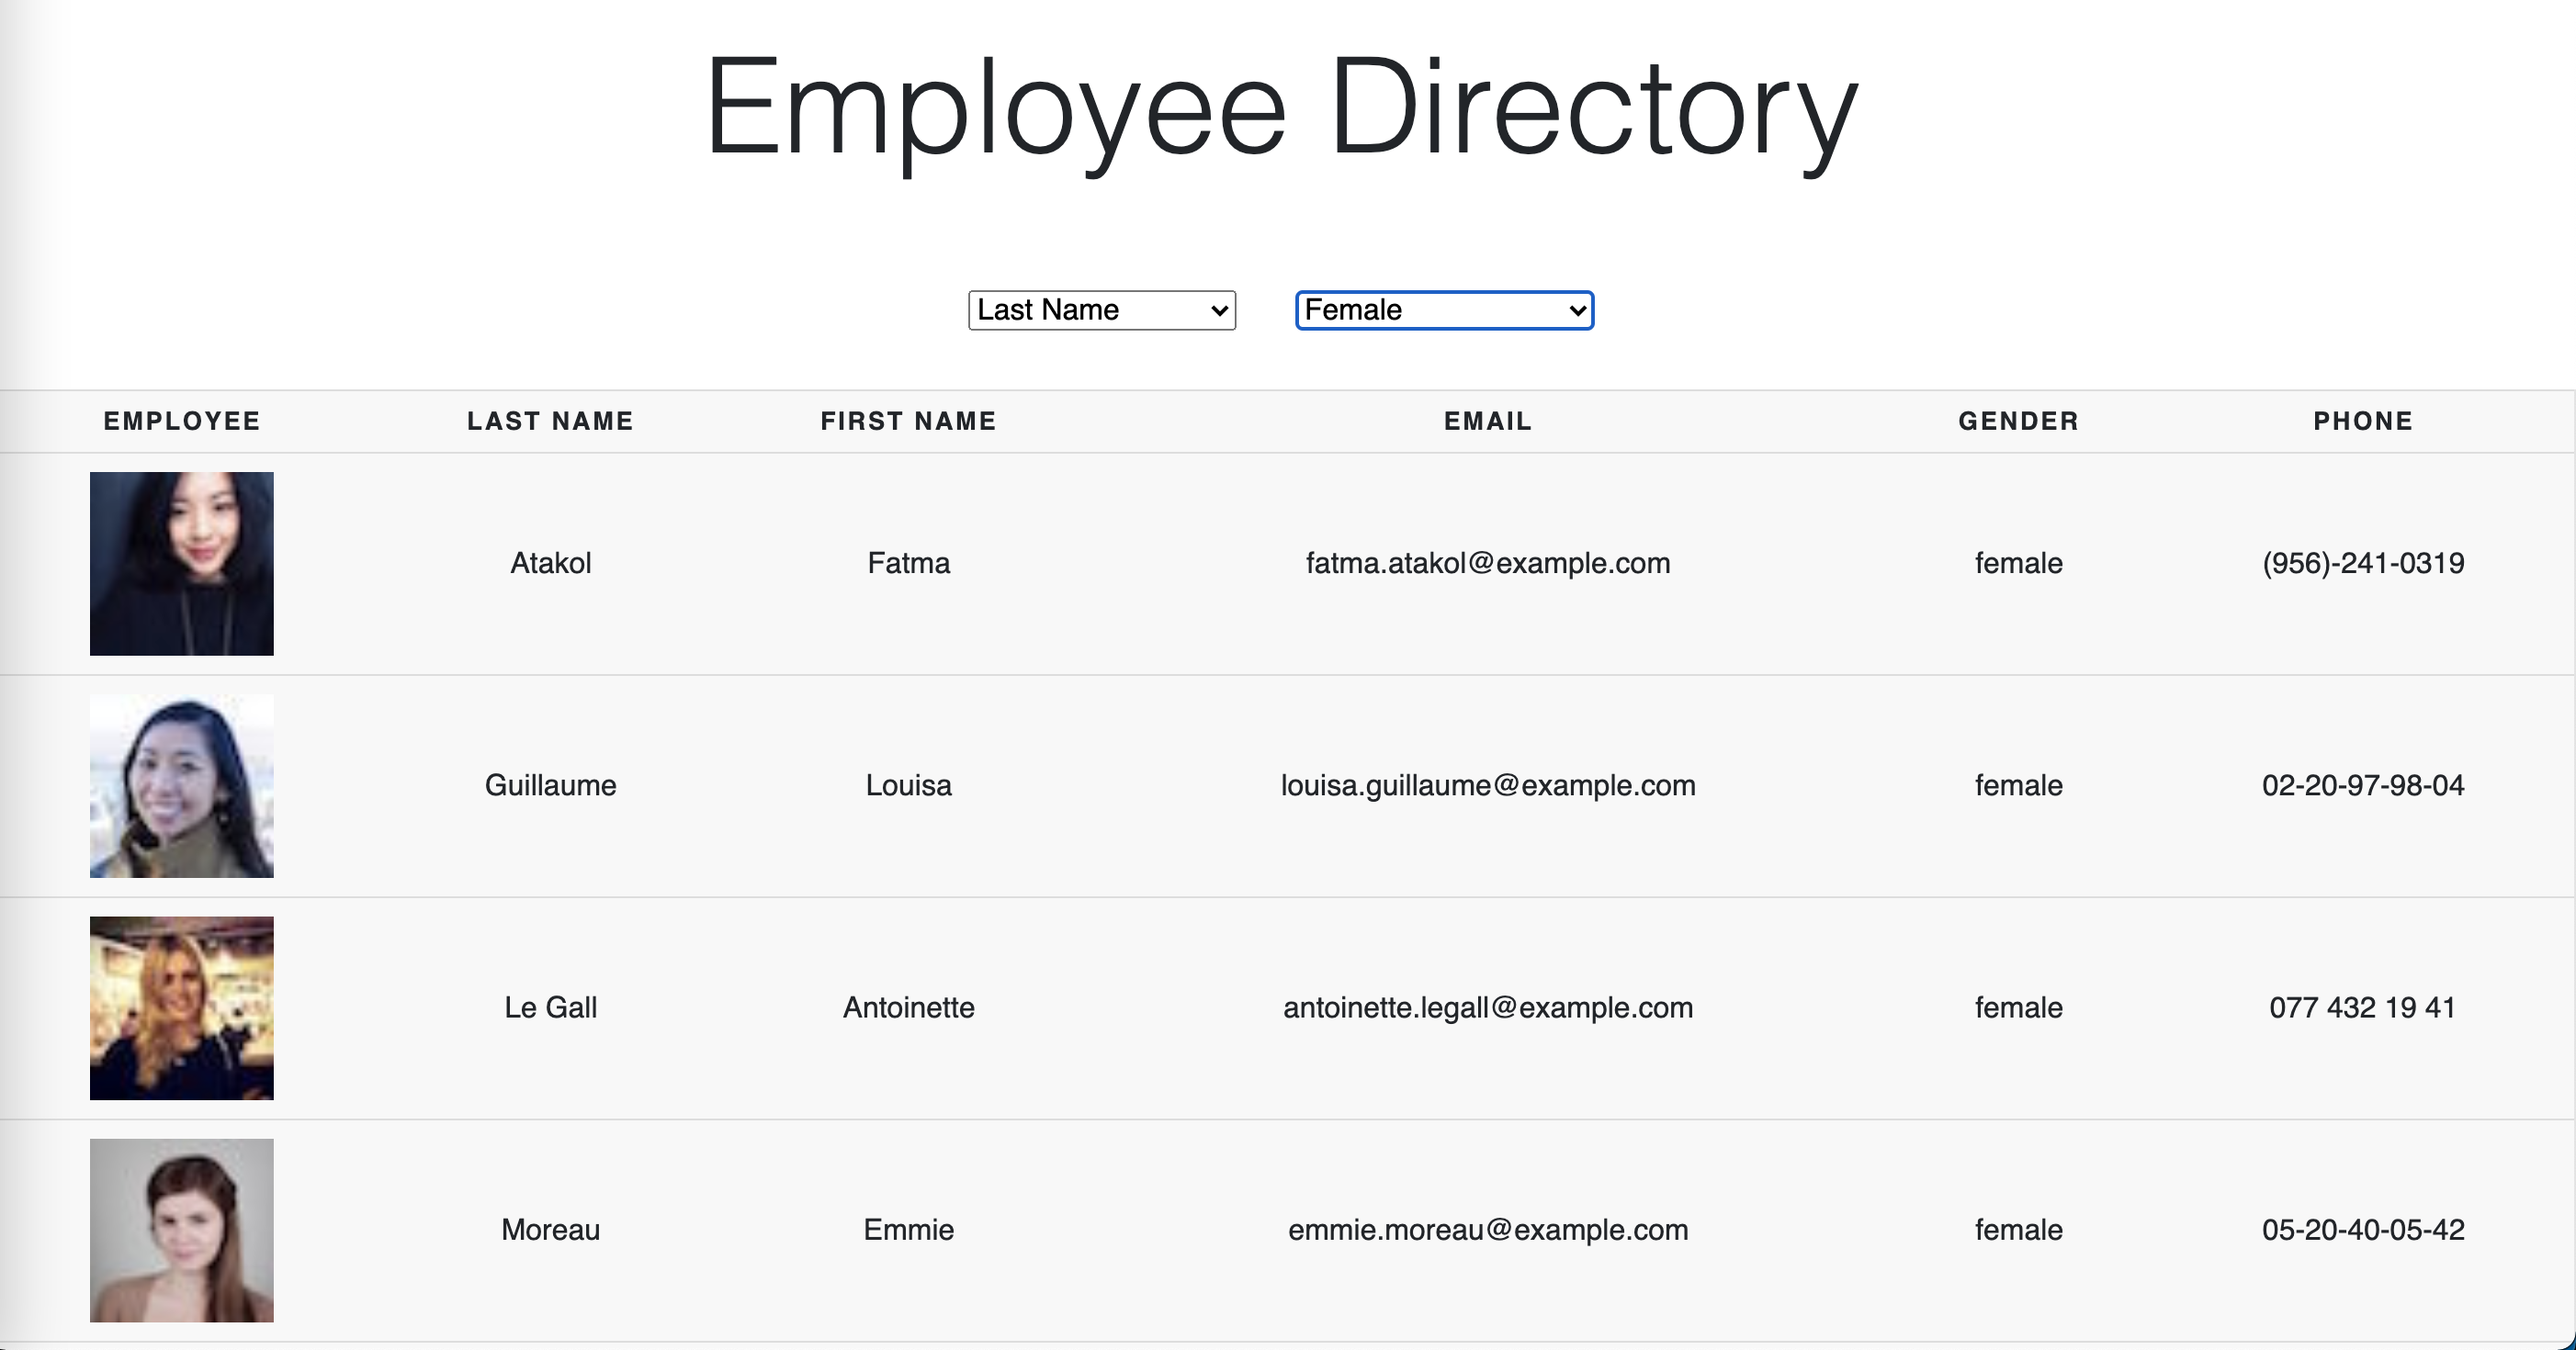 Employee Directory
Last Name Female
EMPLOYEE LAST NAME FIRST NAME EMAIL GENDER PHONE
Atakol Fatma fatma.atakol@example.com female (956)-241-0319
Guillaume Louisa louisa.guillaume@example.com female 02-20-97-98-04
Le Gall Antoinette antoinette.legall@example.com female 077 432 19 41
Moreau Emmie emmie.moreau@example.com female 05-20-40-05-42